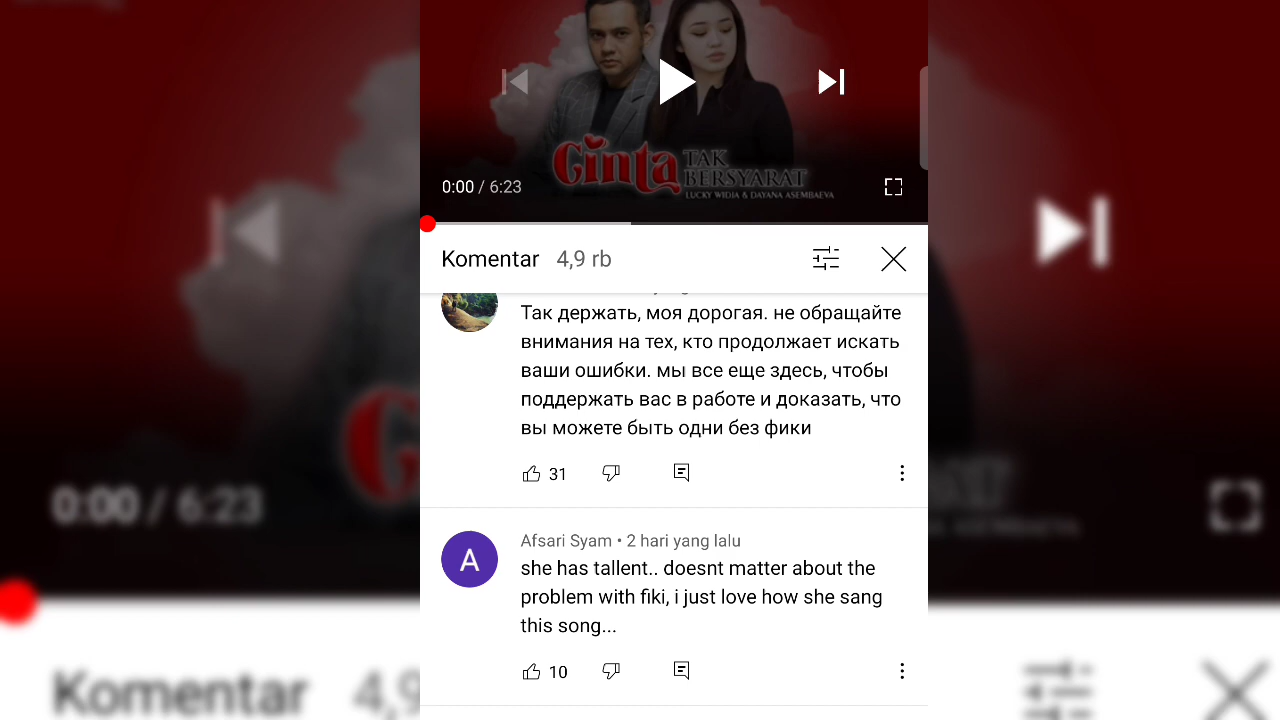 Cinta TAK
BERSYARAT
LUCKY WIDJA & DAYANA ASEMBAEVA
0:00 / 6:23
Komentar 4,9 rb
Так держать, моя дорогая. не обращайте
внимания на тех, кто продолжает искать
ваши ошибки. мы все еще здесь, чтобы
поддержать вас в работе и доказать, что
вы можете быть одни без фики
31
Afsari Syam • 2 hari yang lalu
A
she has tallent.. doesnt matter about the
problem with fiki, i just love how she sang
this song...
10
0:00 / 6:23
Komentar 4,9